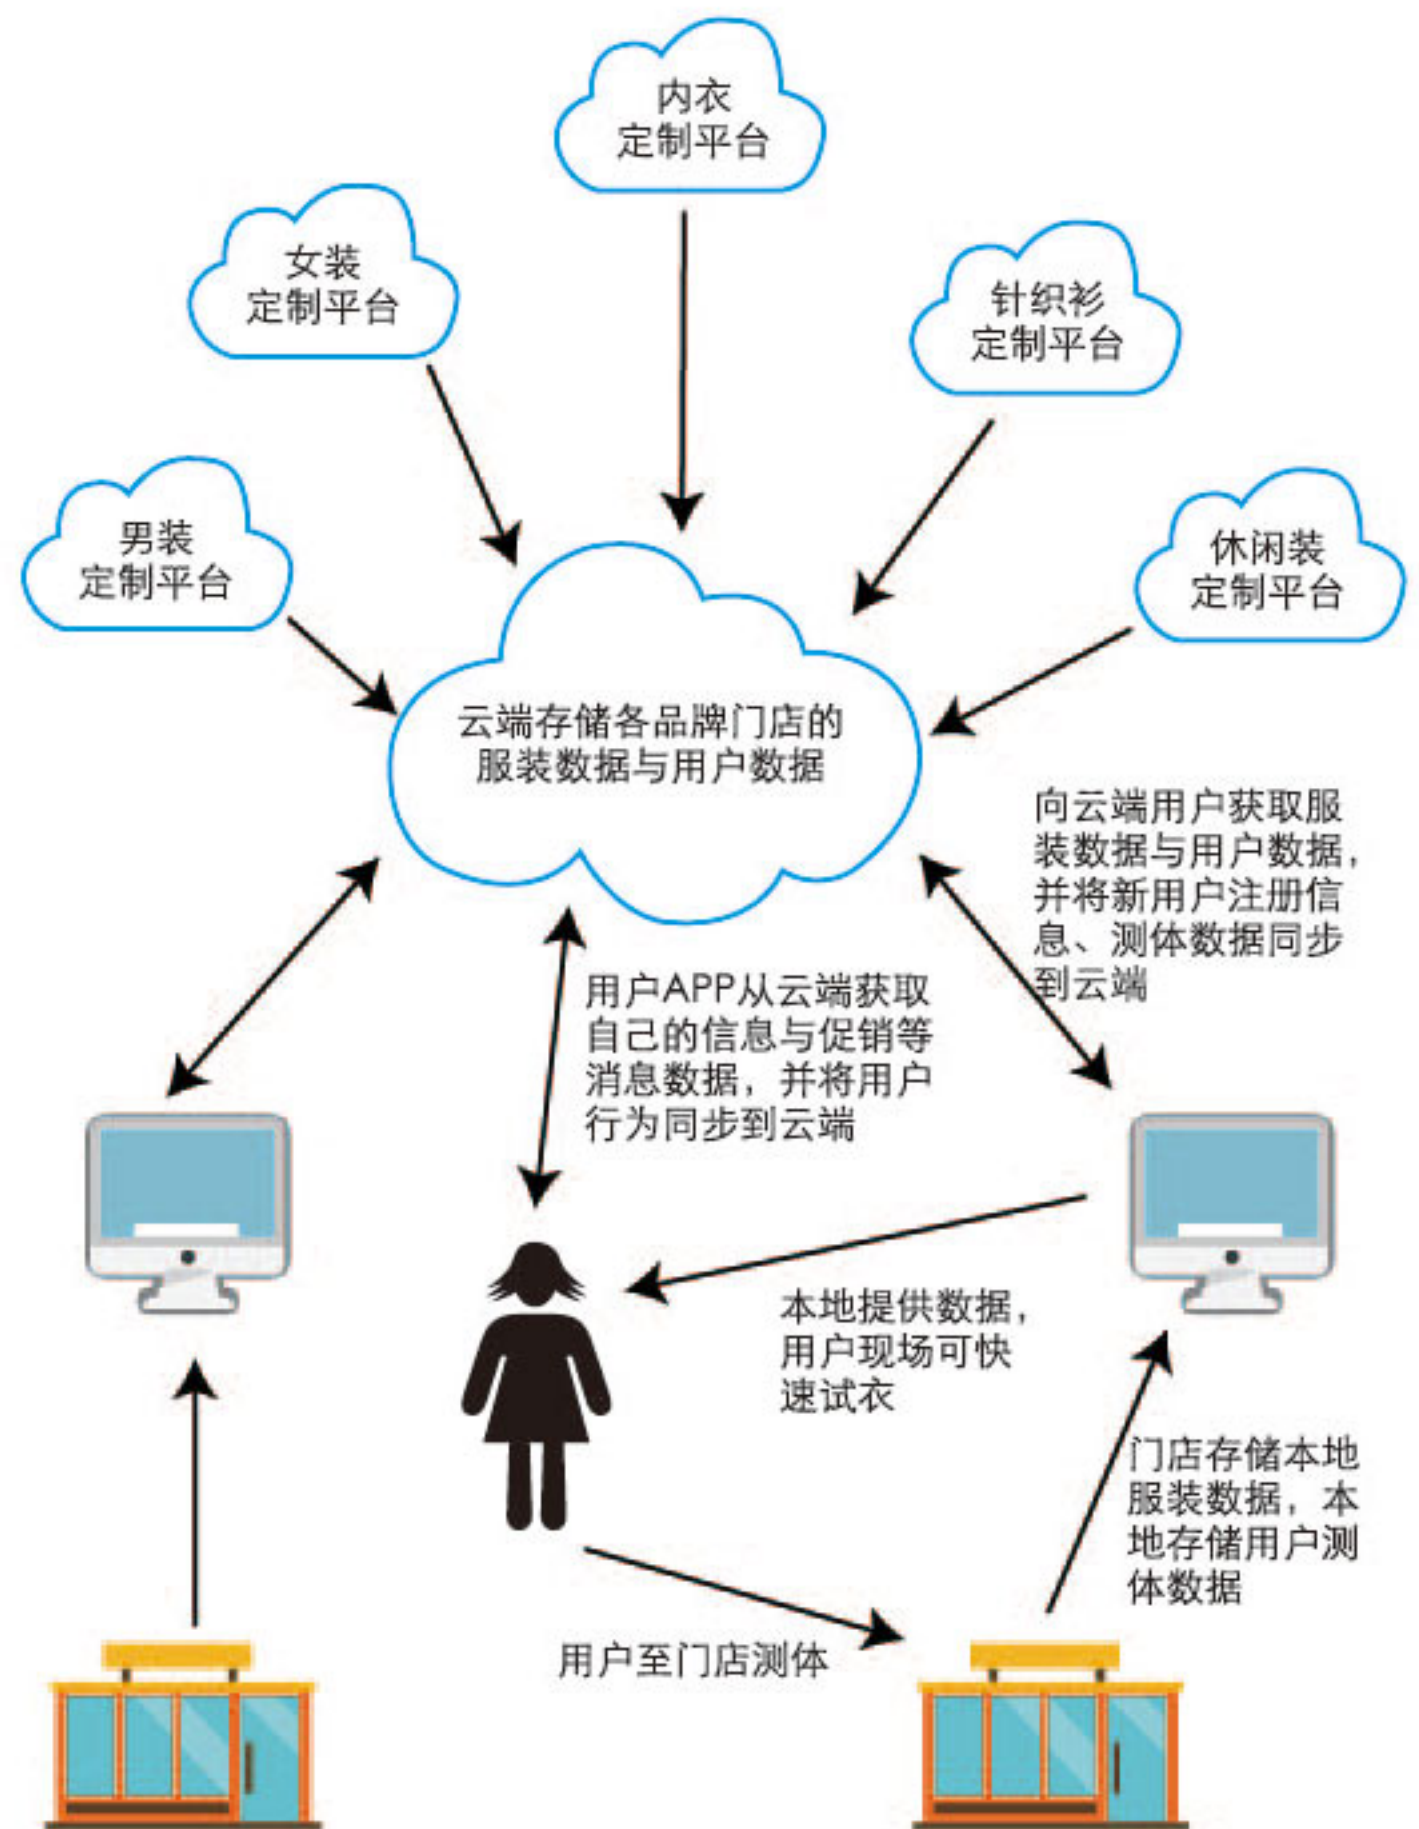 内衣
定制平台
女装
定制平台
针织衫
定制平台
男装
定制平台
休闲装
定制平台
云端存储各品牌门店的
服装数据与用户数据
向云端用户获取服
装数据与用户数据，
并将新用户注册信
息、测体数据同步
到云端
用户APP从云端获取
自己的信息与促销等
消息数据，并将用户
行为同步到云端
本地提供数据，
用户现场可快
速试衣
门店存储本地
服装数据，本
地存储用户测
体数据
用户至门店测体